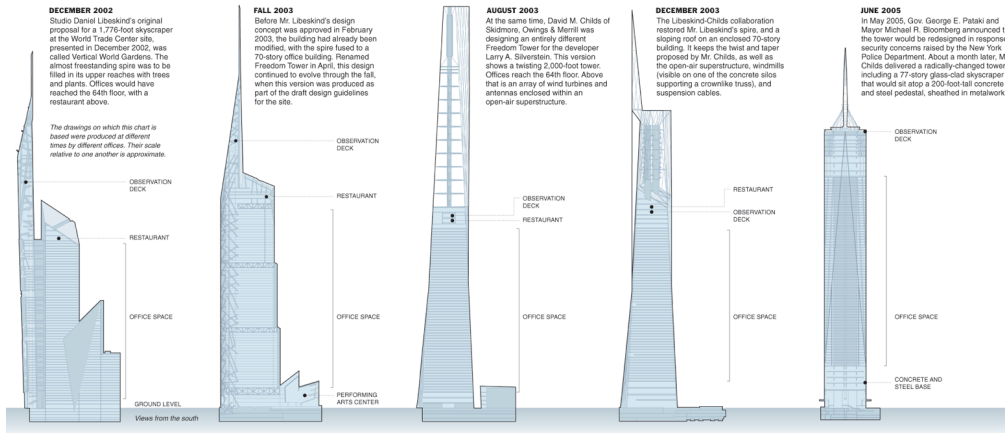 DECEMBER 2002
Studio Daniel Libeskind's original
proposal for a 1,776-foot skyscraper
at the World Trade Center site,
presented in December 2002, was
called Vertical World Gardens. The
almost freestanding spire was to be
filled in its upper reaches with trees
and plants. Offices would have
reached the 64th floor, with a
restaurant above.
The drawings on which this chart is
based were produced at different
times by different offices. Their scale
relative to one another is approximate.
OBSERVATION
DECK
RESTAURANT
OFFICE SPACE
GROUND LEVEL
Views from the south
FALL 2003
Before Mr. Libeskind's design
concept was approved in February
2003, the building had already been
modified, with the spire fused to a
70-story office building. Renamed
Freedom Tower in April, this design
continued to evolve through the fall,
when this version was produced as
part of the draft design guidelines
for the site.
OBSERVATION
DECK
RESTAURANT
OFFICE SPACE
PERFORMING
ARTS CENTER
AUGUST 2003
At the same time, David M. Childs of
Skidmore, Owings & Merrill was
designing an entirely different
Freedom Tower for the developer
Larry A. Silverstein. This version
shows a twisting 2,000-foot tower.
Offices reach the 64th floor. Above
that is an array of wind turbines and
antennas enclosed within an
open-air superstructure.
OBSERVATION
DECK
RESTAURANT
OFFICE SPACE
DECEMBER 2003
The Libeskind-Childs collaboration
restored Mr. Libeskind's spire, and a
sloping roof on an enclosed 70-story
building. It keeps the twist and taper
proposed by Mr. Childs, as well as
the open-air superstructure, windmills
(visible on one of the concrete silos
supporting a crownlike truss), and
suspension cables.
RESTAURANT
OBSERVATION
DECK
OFFICE SPACE
JUNE 2005
In May 2005, Gov. George E. Pataki and
Mayor Michael R. Bloomberg announced t
the tower would be redesigned in response
security concerns raised by the New York
Police Department. About a month later, M
Childs delivered a radically-changed tower
including a 77-story glass-clad skyscraper
that would sit atop a 200-foot-tall concrete
and steel pedestal, sheathed in metalwork
OBSERVATION
DECK
OFFICE SPACE
CONCRETE AND
STEEL BASE